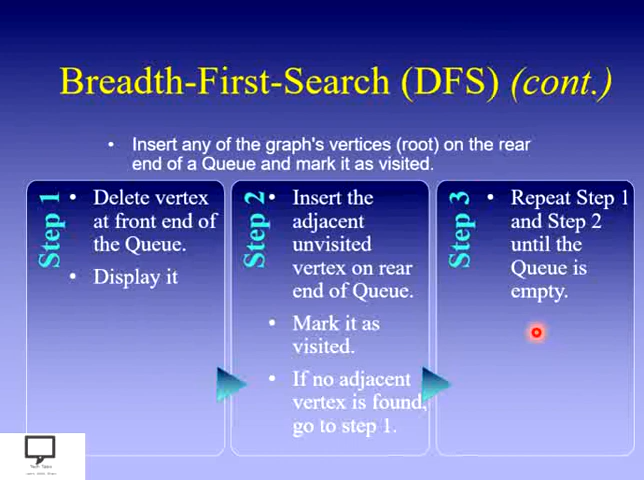 Breadth-First-Search (DFS) (cont.)
• Insert any of the graph's vertices (root) on the rear
end of a Queue and mark it as visited.
Step 1
• Delete vertex
at front end of
the Queue.
• Display it
Step 2
• Insert the
adjacent
unvisited
vertex on rear
end of Queue.
• Mark it as
visited.
• If no adjacent
vertex is found,
go to step 1.
Step 3
• Repeat Step 1
and Step 2
until the
Queue is
empty.